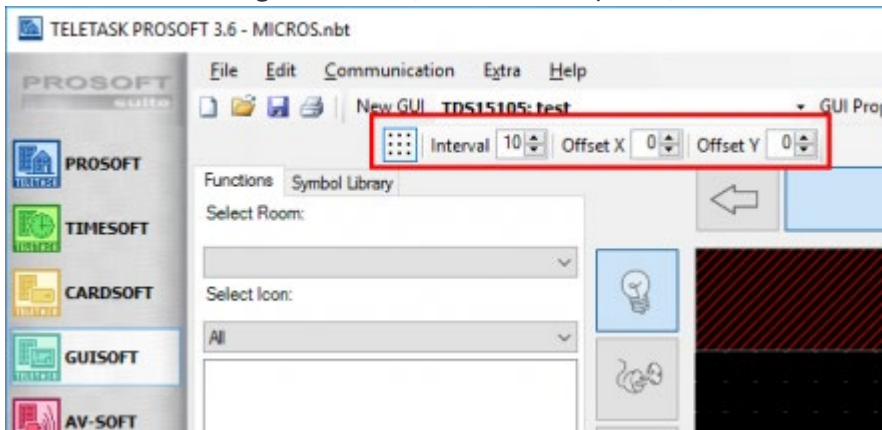 TELETASK PROSOFT 3.6 - MICROS.nbt
PROSOFT
suite
File Edit Communication Extra Help
New GUI TDS15105: test GUI Prop
Interval 10 Offset X 0 Offset Y 0
PROSOFT
TIMESOFT
CARDSOFT
GUISOFT
AV-SOFT
Functions Symbol Library
Select Room:
Select Icon:
All